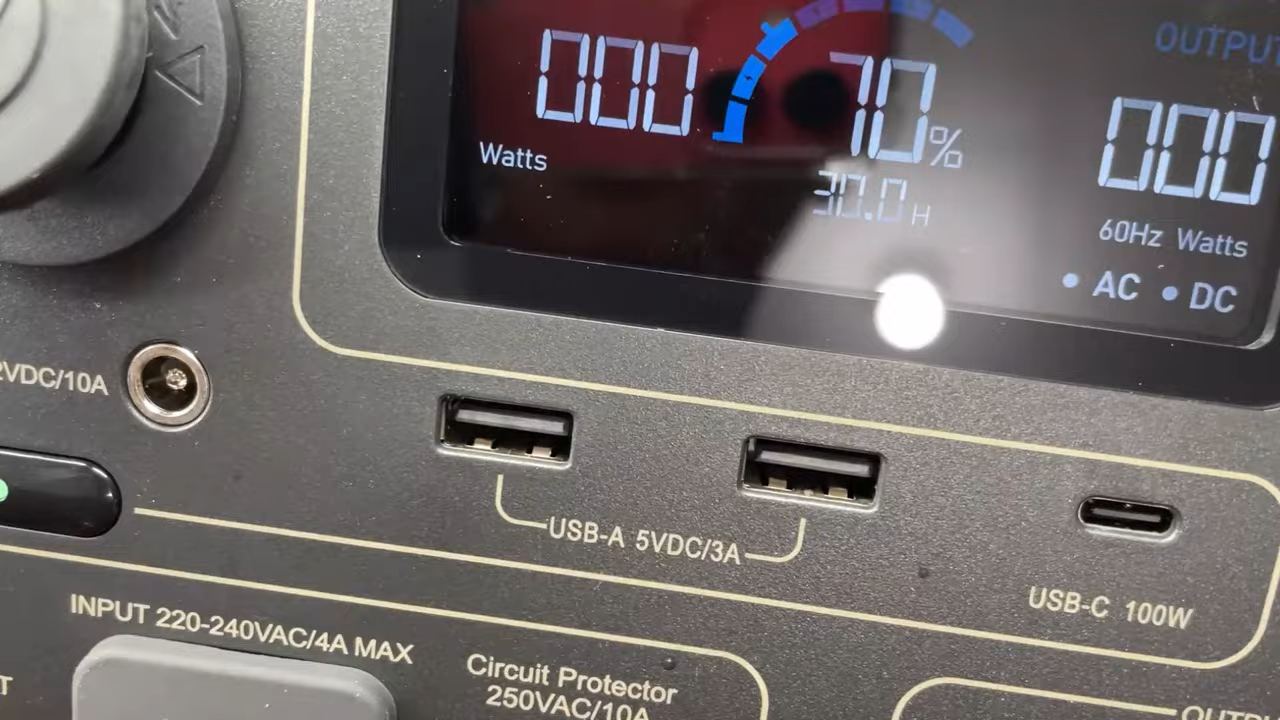 OUTPUT
000
70%
000
Watts
30.0 H
60Hz Watts
• AC • DC
2VDC/10A
USB-A 5VDC/3A
USB-C 100W
INPUT 220-240VAC/4A MAX
Circuit Protector
250VAC/10A